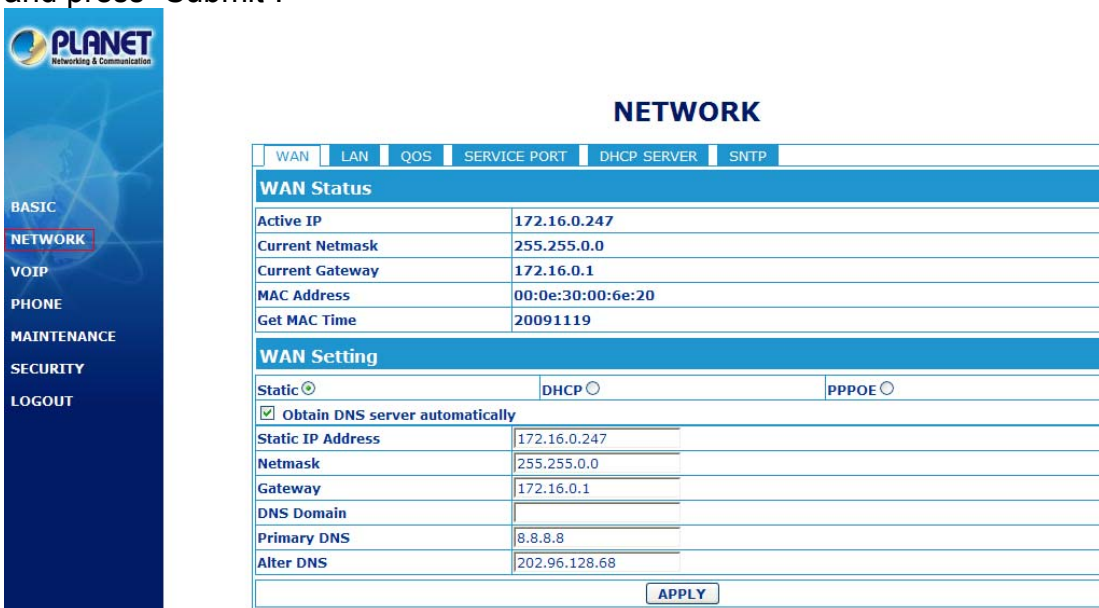 and press "Submit".
PLANET
Networking & Communication
BASIC
NETWORK
VOIP
PHONE
MAINTENANCE
SECURITY
LOGOUT
NETWORK
WAN LAN QOS SERVICE PORT DHCP SERVER SNTP
WAN Status
Active IP 172.16.0.247
Current Netmask 255.255.0.0
Current Gateway 172.16.0.1
MAC Address 00:0e:30:00:6e:20
Get MAC Time 20091119
WAN Setting
Static DHCP PPPOE
Obtain DNS server automatically
Static IP Address 172.16.0.247
Netmask 255.255.0.0
Gateway 172.16.0.1
DNS Domain
Primary DNS 8.8.8.8
Alter DNS 202.96.128.68
APPLY